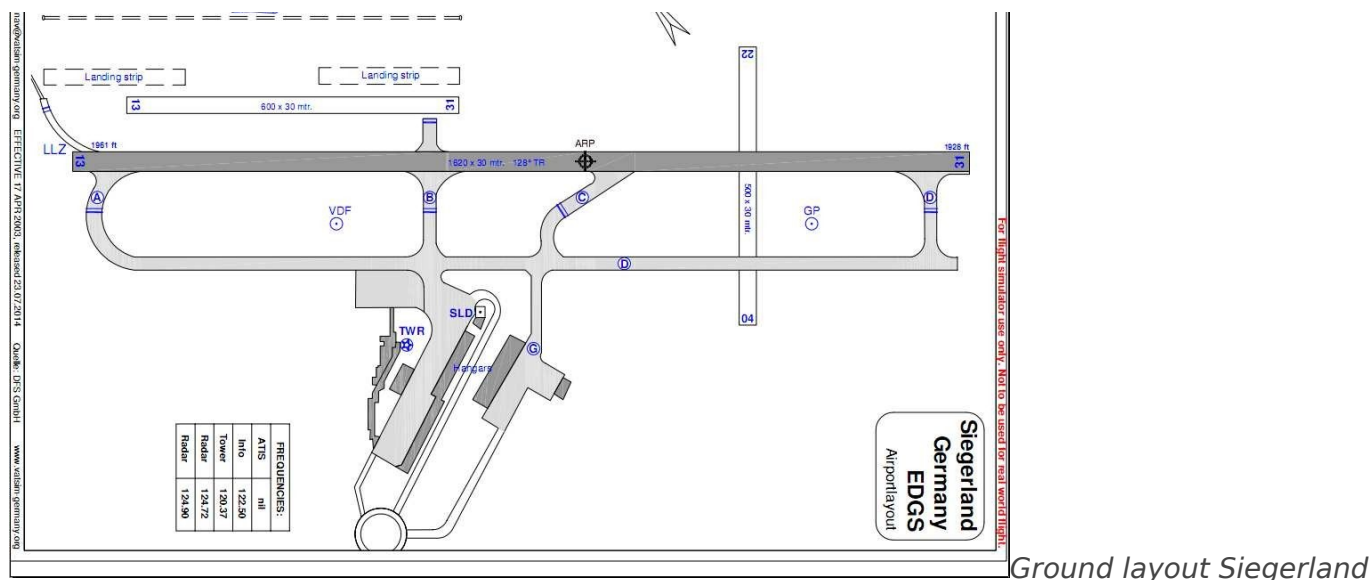 nav@vatsim-germany.org EFFECTIVE 17 APR 2003, released 23.07.2014 Quelle: DFS GmbH www.vatsim-germany.org
Landing strip
Landing strip
22
13
600 x 30 mtr.
31
LLZ
1961 ft
ARP
1928 ft
13
1620 x 30 mtr. 128° TR
31
A
B
C
D
VDF
GP
500 x 30 mtr.
D
04
SLD
TWR
Hangars
G
FREQUENCIES:
ATIS nil
Info 122.50
Tower 120.37
Radar 124.72
Radar 124.90
Siegerland
Germany
EDGS
Airportlayout
For flight simulator use only. Not to be used for real world flight.
Ground layout Siegerland